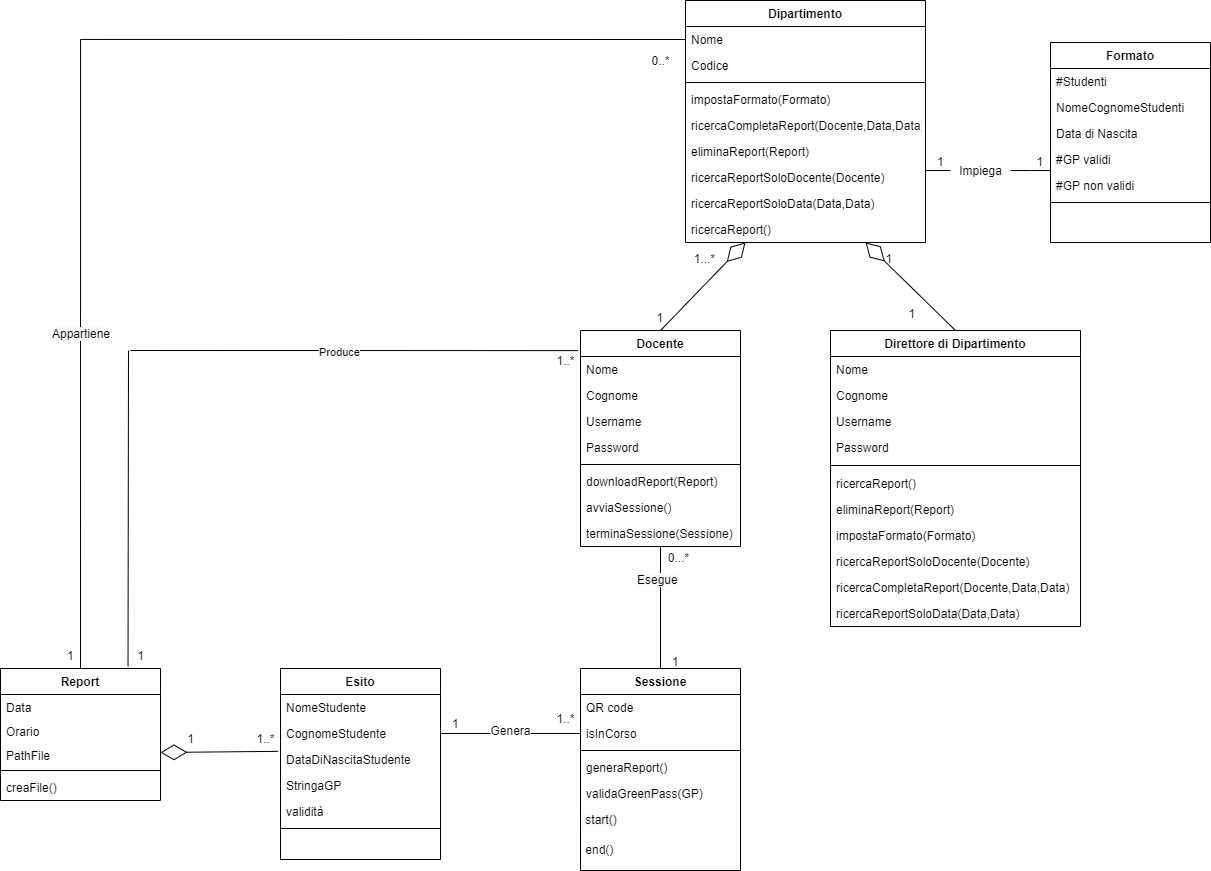 Dipartimento
Nome
Codice
impostaFormato(Formato)
ricercaCompletaReport(Docente,Data,Data
eliminaReport(Report)
ricercaReportSoloDocente(Docente)
ricercaReportSoloData(Data,Data)
ricercaReport()
0..*
1
Impiega
1
Formato
#Studenti
NomeCognomeStudenti
Data di Nascita
#GP validi
#GP non validi
1...*
1
1
1
Appartiene
Produce
1..*
Docente
Nome
Cognome
Username
Password
downloadReport(Report)
avviaSessione()
terminaSessione(Sessione)
Direttore di Dipartimento
Nome
Cognome
Username
Password
ricercaReport()
eliminaReport(Report)
impostaFormato(Formato)
ricercaReportSoloDocente(Docente)
ricercaCompletaReport(Docente,Data,Data)
ricercaReportSoloData(Data,Data)
0...*
Esegue
1
1
1
Report
Data
Orario
PathFile
creaFile()
1
1..*
Esito
NomeStudente
CognomeStudente
DataDiNascitaStudente
StringaGP
validità
1
Genera
1..*
Sessione
QR code
isInCorso
generaReport()
validaGreenPass(GP)
start()
end()